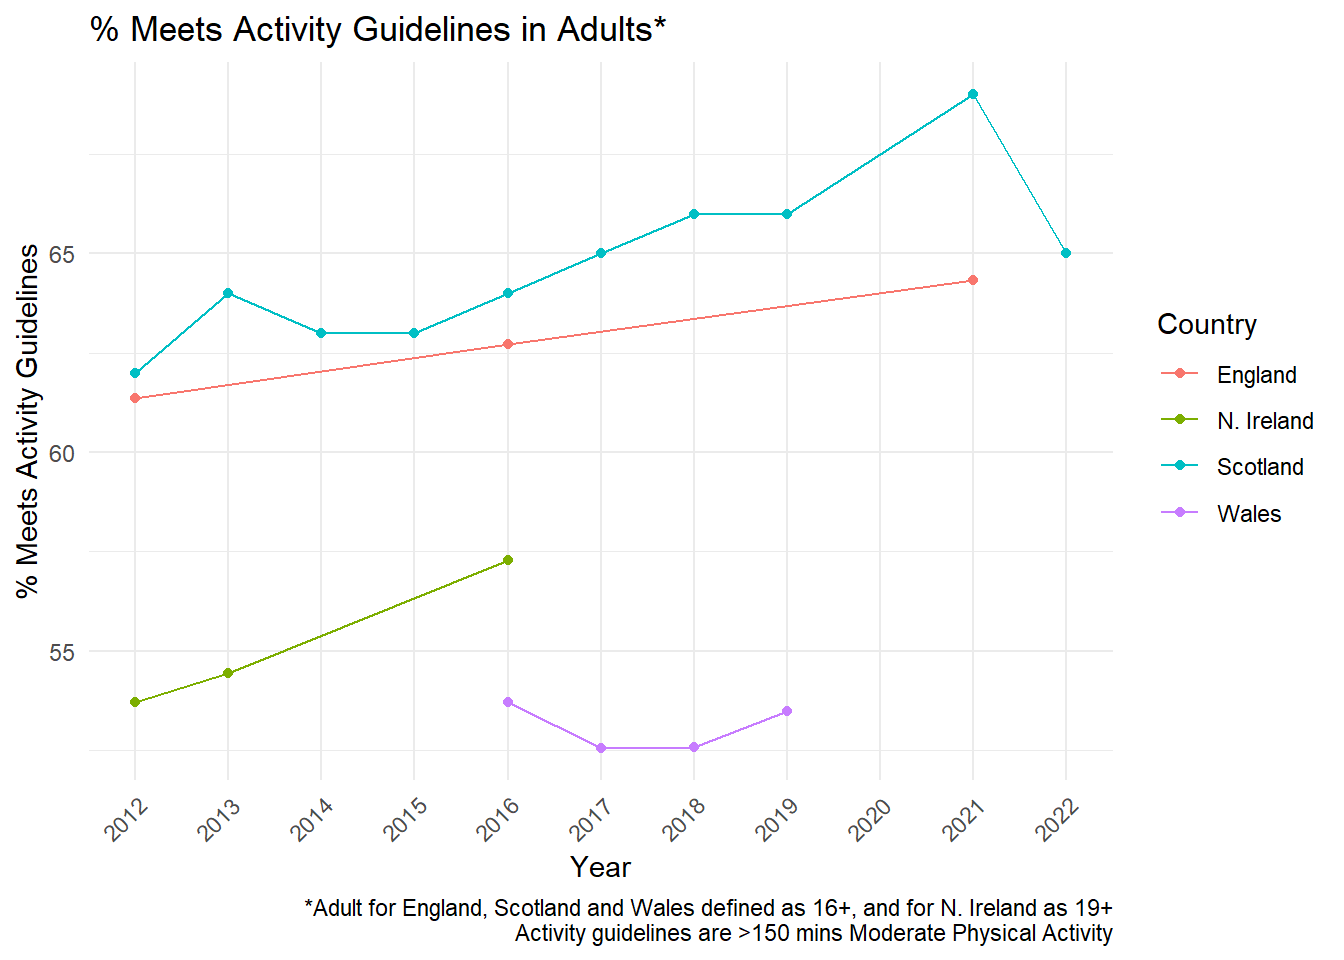 % Meets Activity Guidelines in Adults*
% Meets Activity Guidelines
65
60
55
2012
2013
2014
2015
2016
2017
2018
2019
2020
2021
2022
Year
Country
England
N. Ireland
Scotland
Wales
*Adult for England, Scotland and Wales defined as 16+, and for N. Ireland as 19+
Activity guidelines are >150 mins Moderate Physical Activity